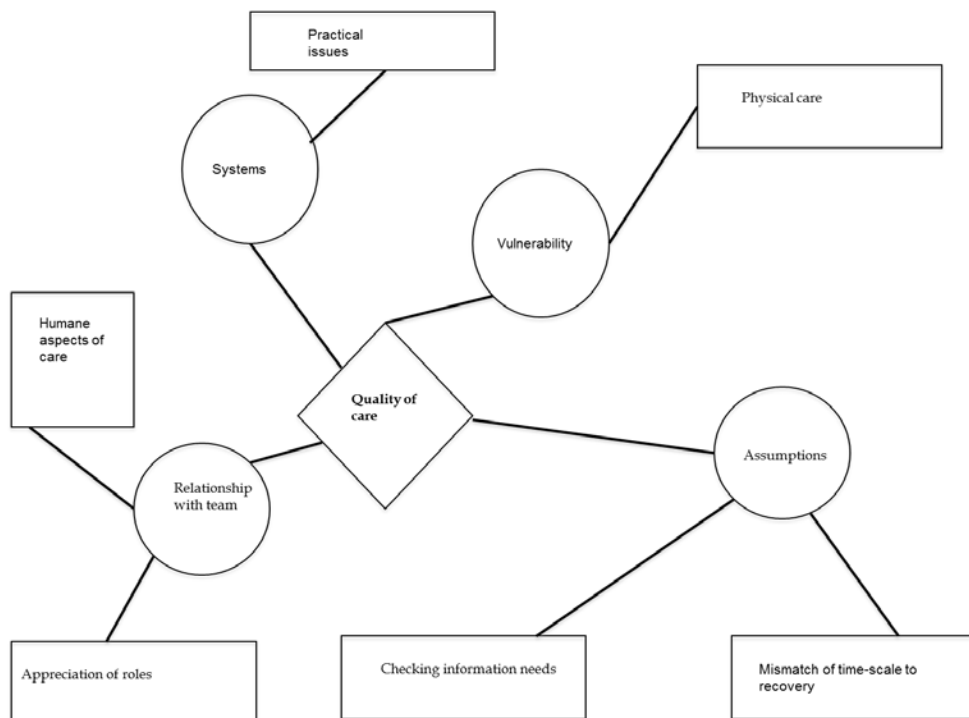 Practical
issues
Physical care
Systems
Vulnerability
Humane
aspects of
care
Quality of
care
Assumptions
Relationship
with team
Appreciation of roles
Checking information needs
Mismatch of time-scale to
recovery